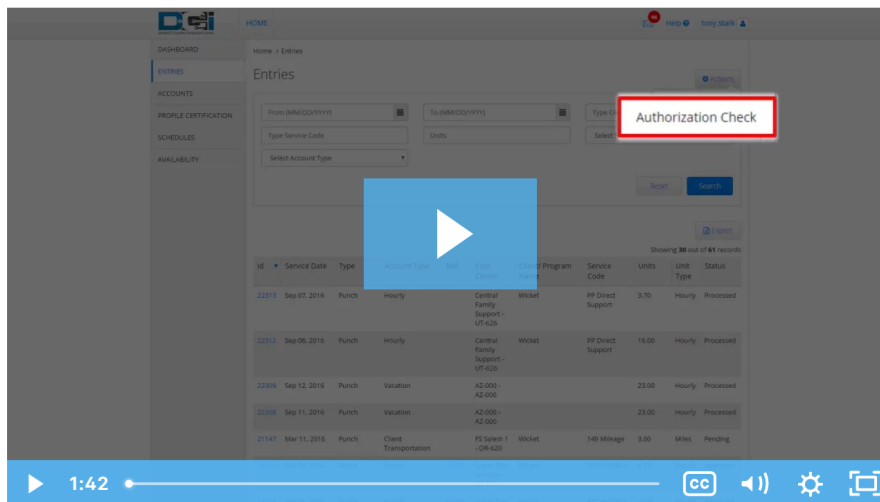 DCi
HOME
Help
tony.stark
DASHBOARD
Home > Entries
ENTRIES
Entries
Actions
ACCOUNTS
PROFILE CERTIFICATION
From (MM/DD/YYYY)
To (MM/DD/YYYY)
Authorization Check
SCHEDULES
Type Service Code
Units
Select
AVAILABILITY
Select Account Type
Reset
Search
Export
Showing 30 out of 61 records
Id Service Date Type Account Type Cost Center Client/ Program Name Service Code Units Unit Type Status
22313 Sep 07, 2016 Punch Hourly Central Family Support - UT-626 Wicket PP Direct Support 3.70 Hourly Processed
22312 Sep 06, 2016 Punch Hourly Central Family Support - UT-626 Wicket PP Direct Support 16.00 Hourly Processed
22309 Sep 12, 2016 Punch Vacation AZ-000 - AZ-000 23.00 Hourly Processed
22308 Sep 11, 2016 Punch Vacation AZ-000 - AZ-000 23.00 Hourly Processed
21147 Mar 11, 2016 Punch Client Transportation FS Salem 1 - OR-620 Wicket 149 Mileage 3.00 Miles Pending
1:42
CC